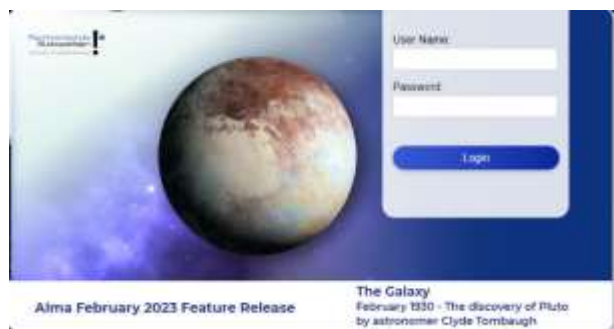 User Name:
Password:
Login
Alma February 2023 Feature Release
The Galaxy
February 1930 - The discovery of Pluto
by astronomer Clyde Tombaugh